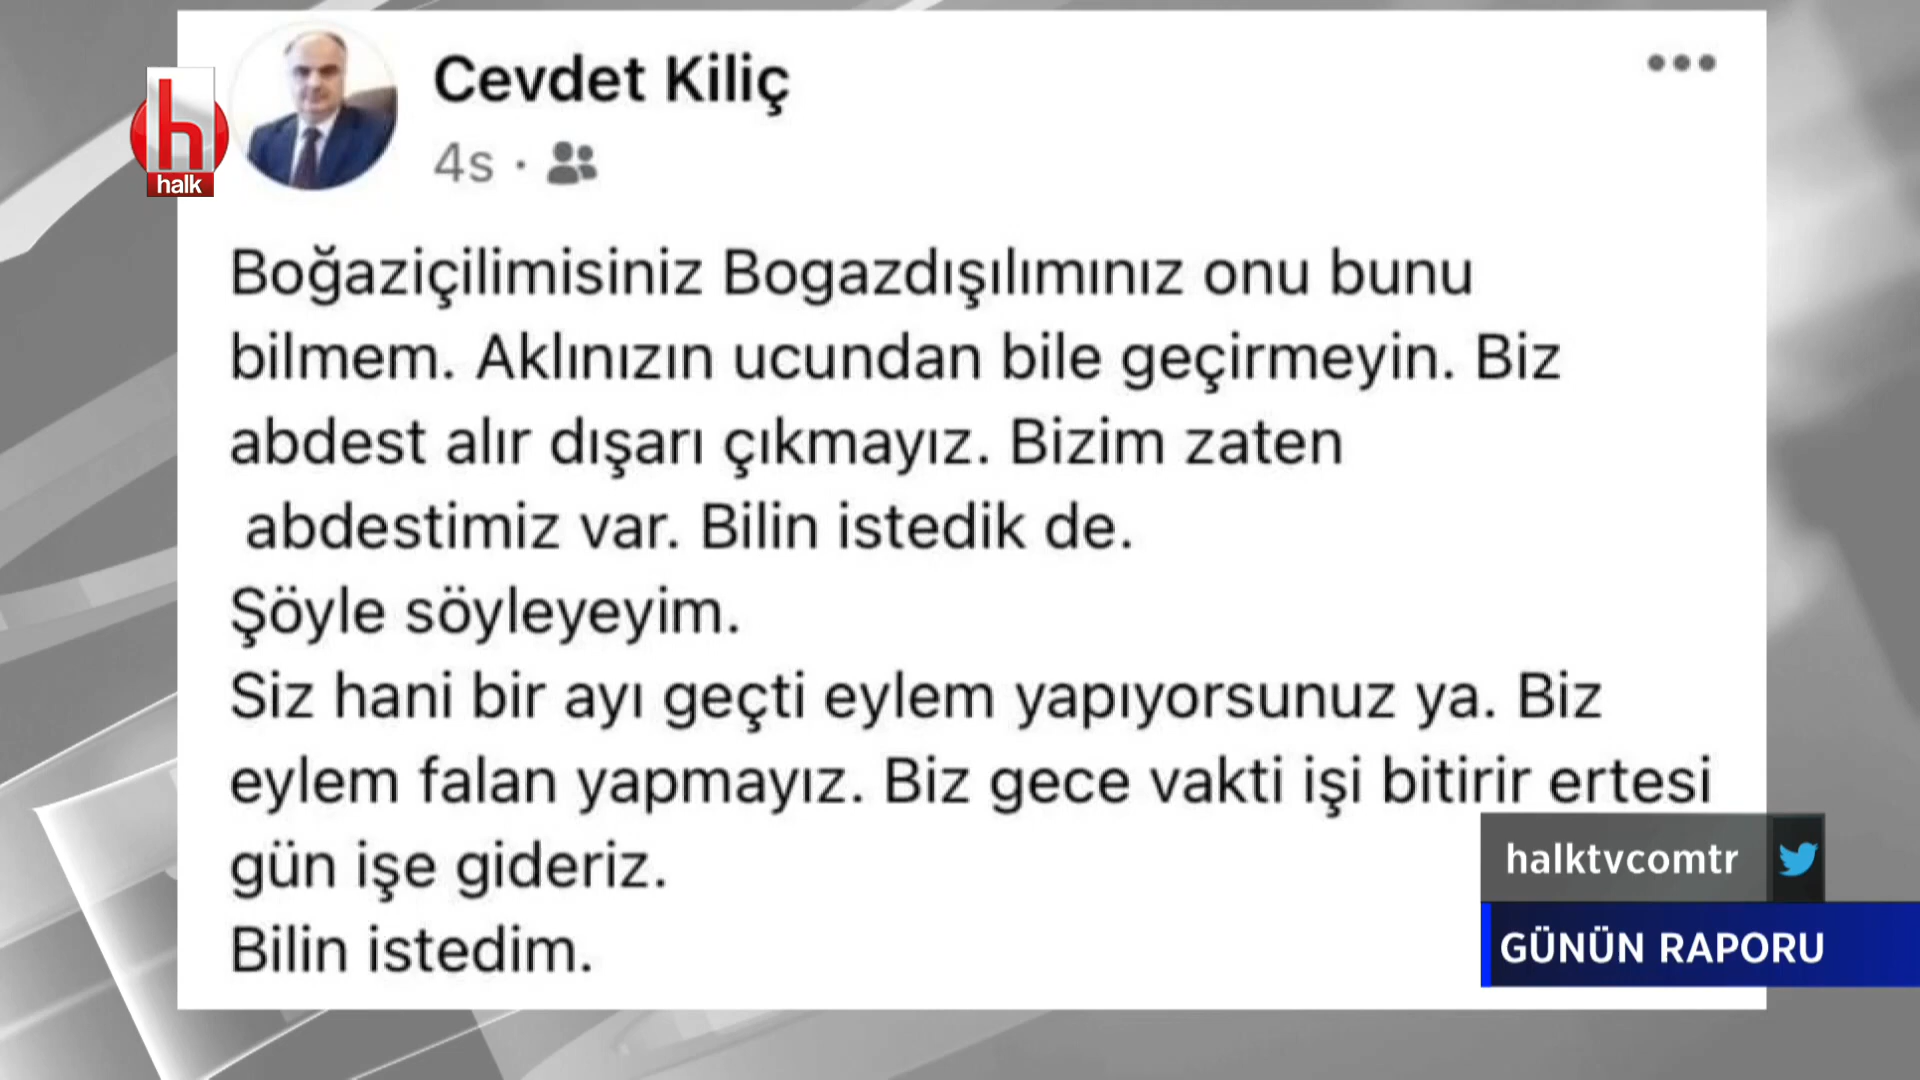 h
halk
Cevdet Kiliç
4s
Boğaziçilimisiniz Bogazdışılımınız onu bunu
bilmem. Aklınızın ucundan bile geçirmeyin. Biz
abdest alır dışarı çıkmayız. Bizim zaten
abdestimiz var. Bilin istedik de.
Şöyle söyleyeyim.
Siz hani bir ayı geçti eylem yapıyorsunuz ya. Biz
eylem falan yapmayız. Biz gece vakti işi bitirir ertesi
gün işe gideriz.
Bilin istedim.
halktvcomtr
GÜNÜN RAPORU